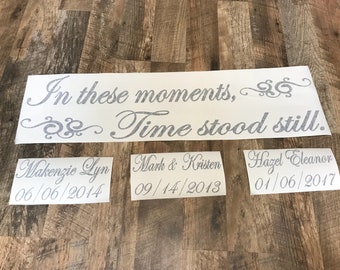 In these moments,
Time stood still.
Makenzie Lyn
06/06/2014
Mark & Kristen
09/14/2013
Hazel Eleanor
01/06/2017